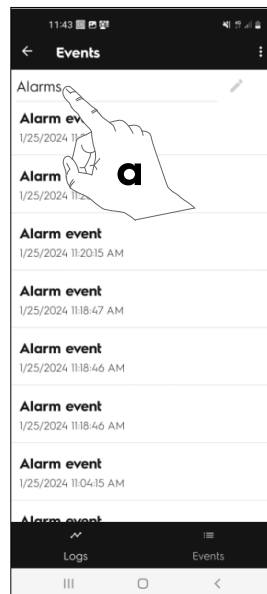 11:43
Events
Alarms
Alarm ev
1/25/2024 11:2
Alarm
1/25/2024 11:2
a
Alarm event
1/25/2024 11:20:15 AM
Alarm event
1/25/2024 11:18:47 AM
Alarm event
1/25/2024 11:18:46 AM
Alarm event
1/25/2024 11:18:46 AM
Alarm event
1/25/2024 11:04:15 AM
Alarm event
Logs
Events